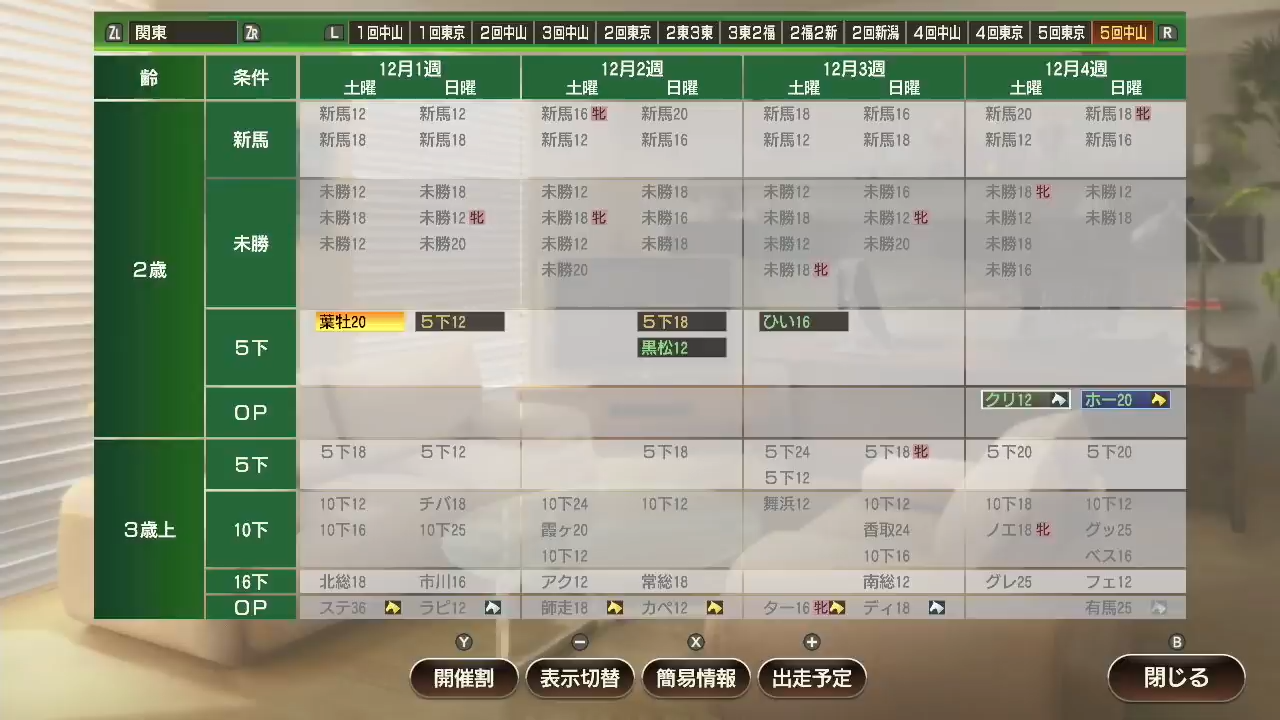 ZL 関東 ZR L 1回中山 1回東京 2回中山 3回中山 2回東京 2東3東 3東2福 2福2新 2回新潟 4回中山 4回東京 5回東京 5回中山 R
齢 条件 12月1週 12月2週 12月3週 12月4週
土曜 日曜 土曜 日曜 土曜 日曜 土曜 日曜
2歳
新馬
新馬12 新馬12 新馬16 牝 新馬20 新馬18 新馬16 新馬20 新馬18 牝
新馬18 新馬18 新馬12 新馬16 新馬12 新馬18 新馬12 新馬16
未勝
未勝12 未勝18 未勝12 未勝18 未勝12 未勝16 未勝18 牝 未勝12
未勝18 未勝12 牝 未勝18 牝 未勝16 未勝18 未勝12 牝 未勝12 未勝18
未勝12 未勝20 未勝12 未勝18 未勝12 未勝20 未勝18
未勝20 未勝18 牝 未勝16
5下
葉牡20 5下12 5下18 ひい16
黒松12
OP
クリ12 ホー20
3歳上
5下
5下18 5下12 5下18 5下24 5下18 牝 5下20 5下20
5下12
10下
10下12 チバ18 10下24 10下12 舞浜12 10下12 10下18 10下12
10下16 10下25 霞ヶ20 香取24 ノエ18 牝 グッ25
10下12 10下16 ベス16
16下 北総18 市川16 アク12 常総18 南総12 グレ25 フェ12
OP ステ36 ラピ12 師走18 カペ12 ター16 牝 ディ18 有馬25
Y − X + B
開催割 表示切替 簡易情報 出走予定 閉じる